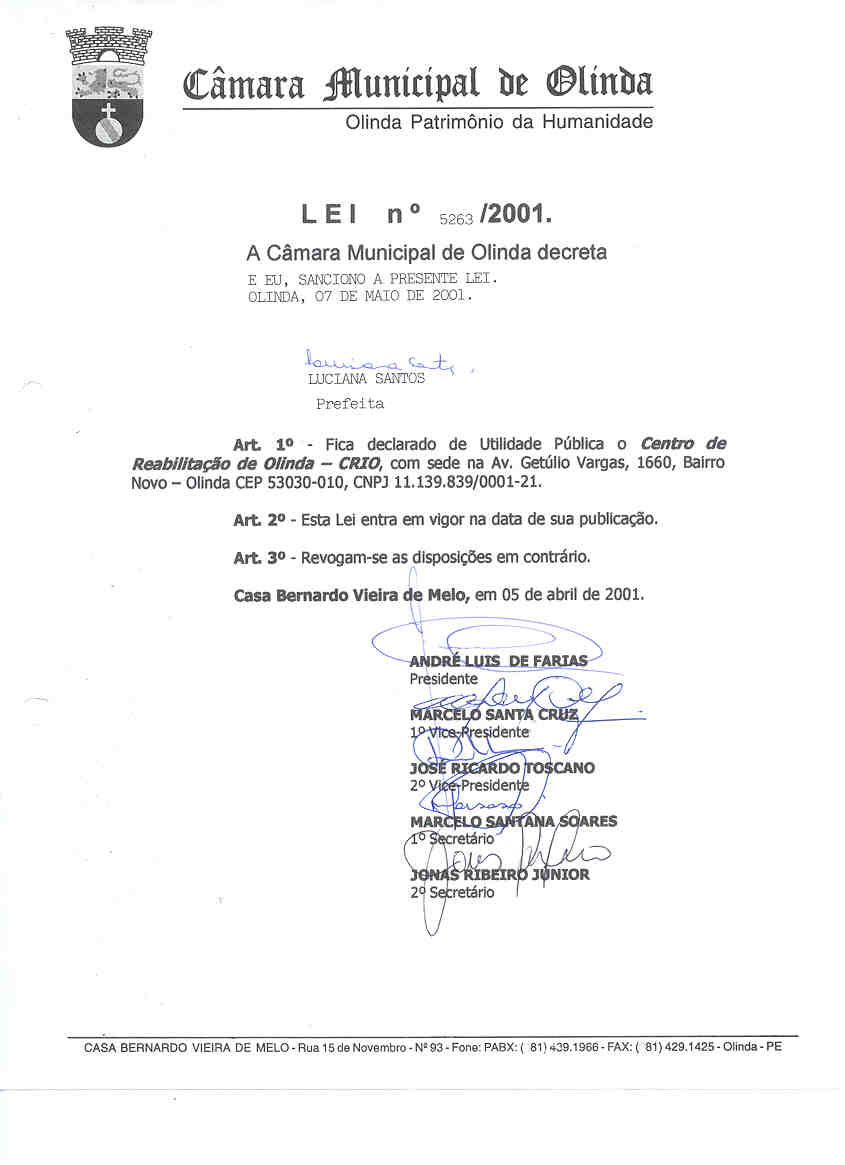 Câmara Municipal de Olinda
Olinda Patrimônio da Humanidade
LEI nº 5263/2001.
A Câmara Municipal de Olinda decreta
E EU, SANCIONO A PRESENTE LEI.
OLINDA, 07 DE MAIO DE 2001.
Luciana Santos
LUCIANA SANTOS
Prefeita
Art. 1º - Fica declarado de Utilidade Pública o Centro de
Reabilitação de Olinda – CRIO, com sede na Av. Getúlio Vargas, 1660, Bairro
Novo – Olinda CEP 53030-010, CNPJ 11.139.839/0001-21.
Art. 2º - Esta Lei entra em vigor na data de sua publicação.
Art. 3º - Revogam-se as disposições em contrário.
Casa Bernardo Vieira de Melo, em 05 de abril de 2001.
ANDRÉ LUIS DE FARIAS
Presidente
MARCELO SANTA CRUZ
1º Vice-Presidente
JOSÉ RICARDO TOSCANO
2º Vice-Presidente
MARCELO SANTANA SOARES
1º Secretário
JONAS RIBEIRO JÚNIOR
2º Secretário
CASA BERNARDO VIEIRA DE MELO - Rua 15 de Novembro - Nº 93 - Fone: PABX: ( 81) 439.1966 - FAX: ( 81) 429.1425 - Olinda - PE